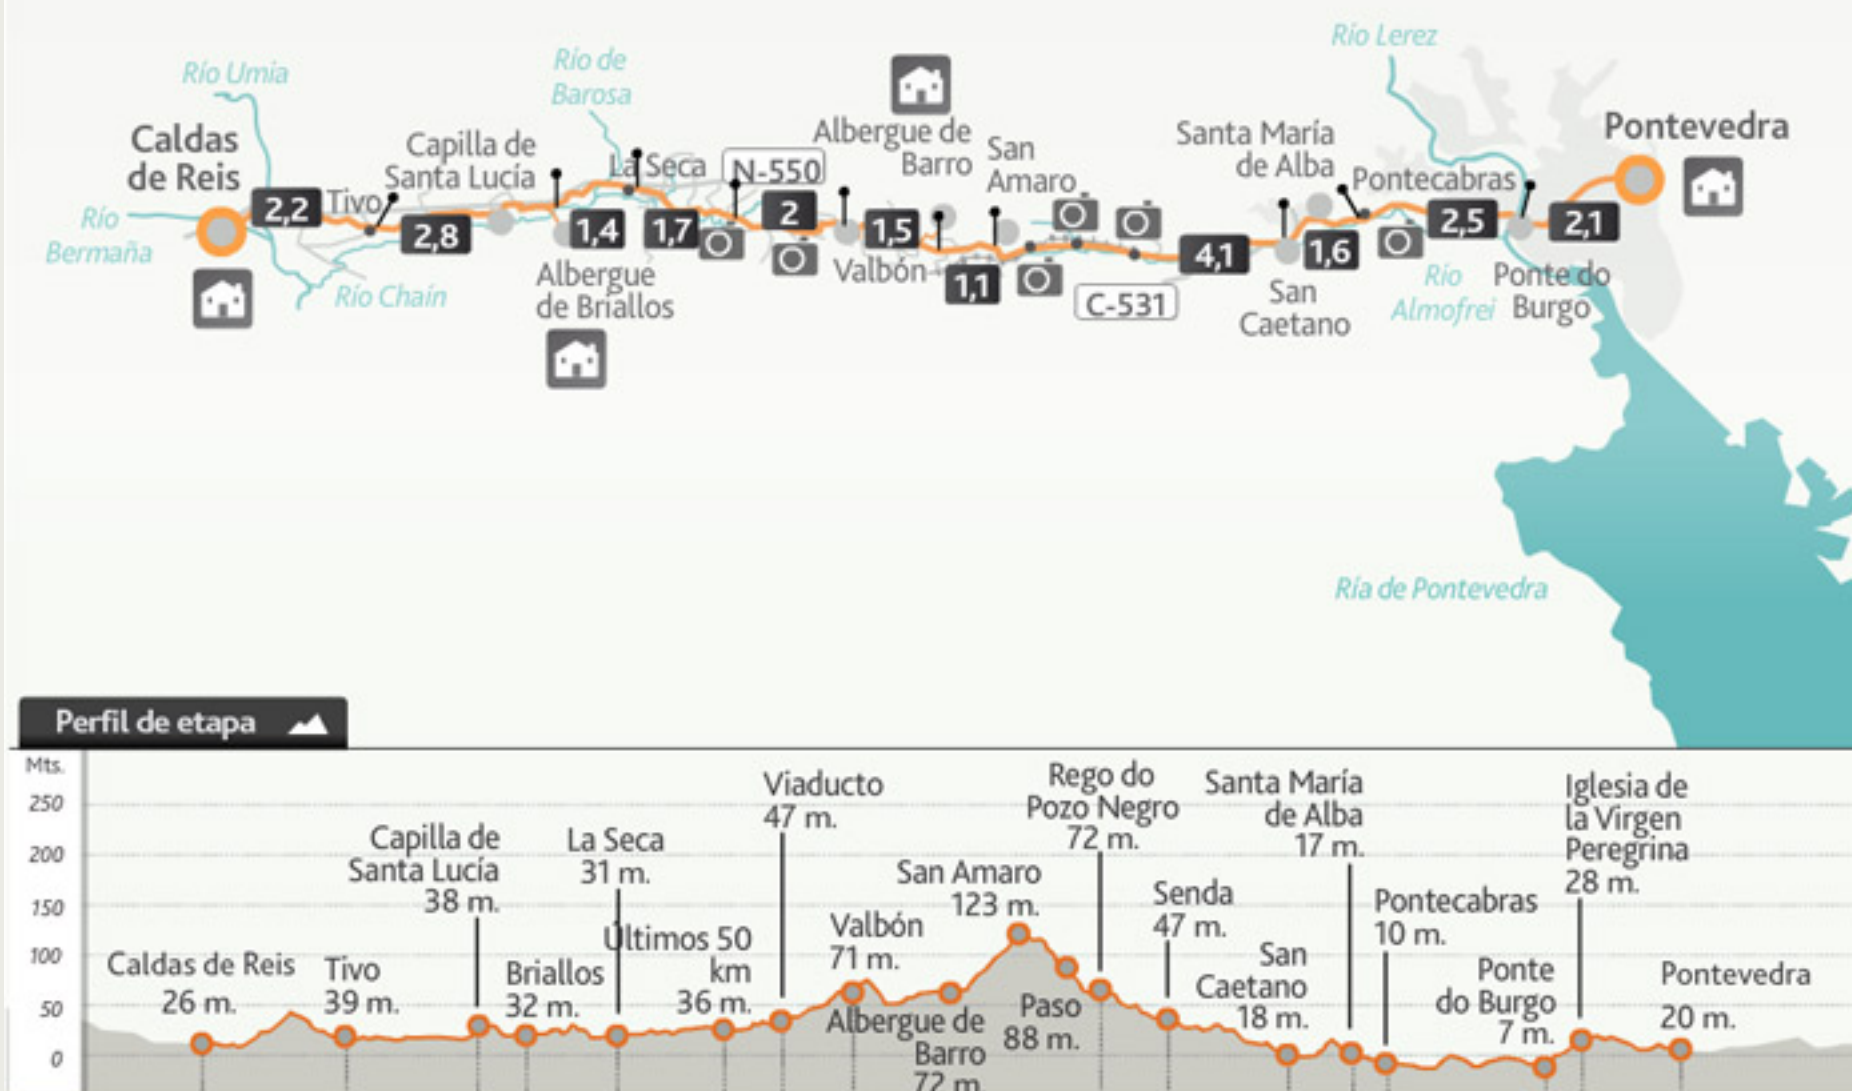 Río Umia
Río de
Barosa
Río Lerez
Caldas
de Reis
Capilla de
Santa Lucía
La Seca
N-550
Albergue de
Barro
San
Amaro
Santa María
de Alba
Pontecabras
Pontevedra
Río
Bermaña
2,2
Tivo
2,8
1,4
1,7
2
1,5
Valbón
1,1
4,1
1,6
2,5
2,1
Río Chaín
Albergue
de Briallos
C-531
San
Caetano
Río
Almofrei
Ponte do
Burgo
Ría de Pontevedra
Perfil de etapa
Mts.
250
200
150
100
50
0
Caldas de Reis
26 m.
Tivo
39 m.
Capilla de
Santa Lucía
38 m.
Briallos
32 m.
La Seca
31 m.
Últimos 50
km
36 m.
Viaducto
47 m.
Valbón
71 m.
Albergue de
Barro
72 m.
San Amaro
123 m.
Paso
88 m.
Rego do
Pozo Negro
72 m.
Senda
47 m.
San
Caetano
18 m.
Santa María
de Alba
17 m.
Pontecabras
10 m.
Ponte
do Burgo
7 m.
Iglesia de
la Virgen
Peregrina
28 m.
Pontevedra
20 m.